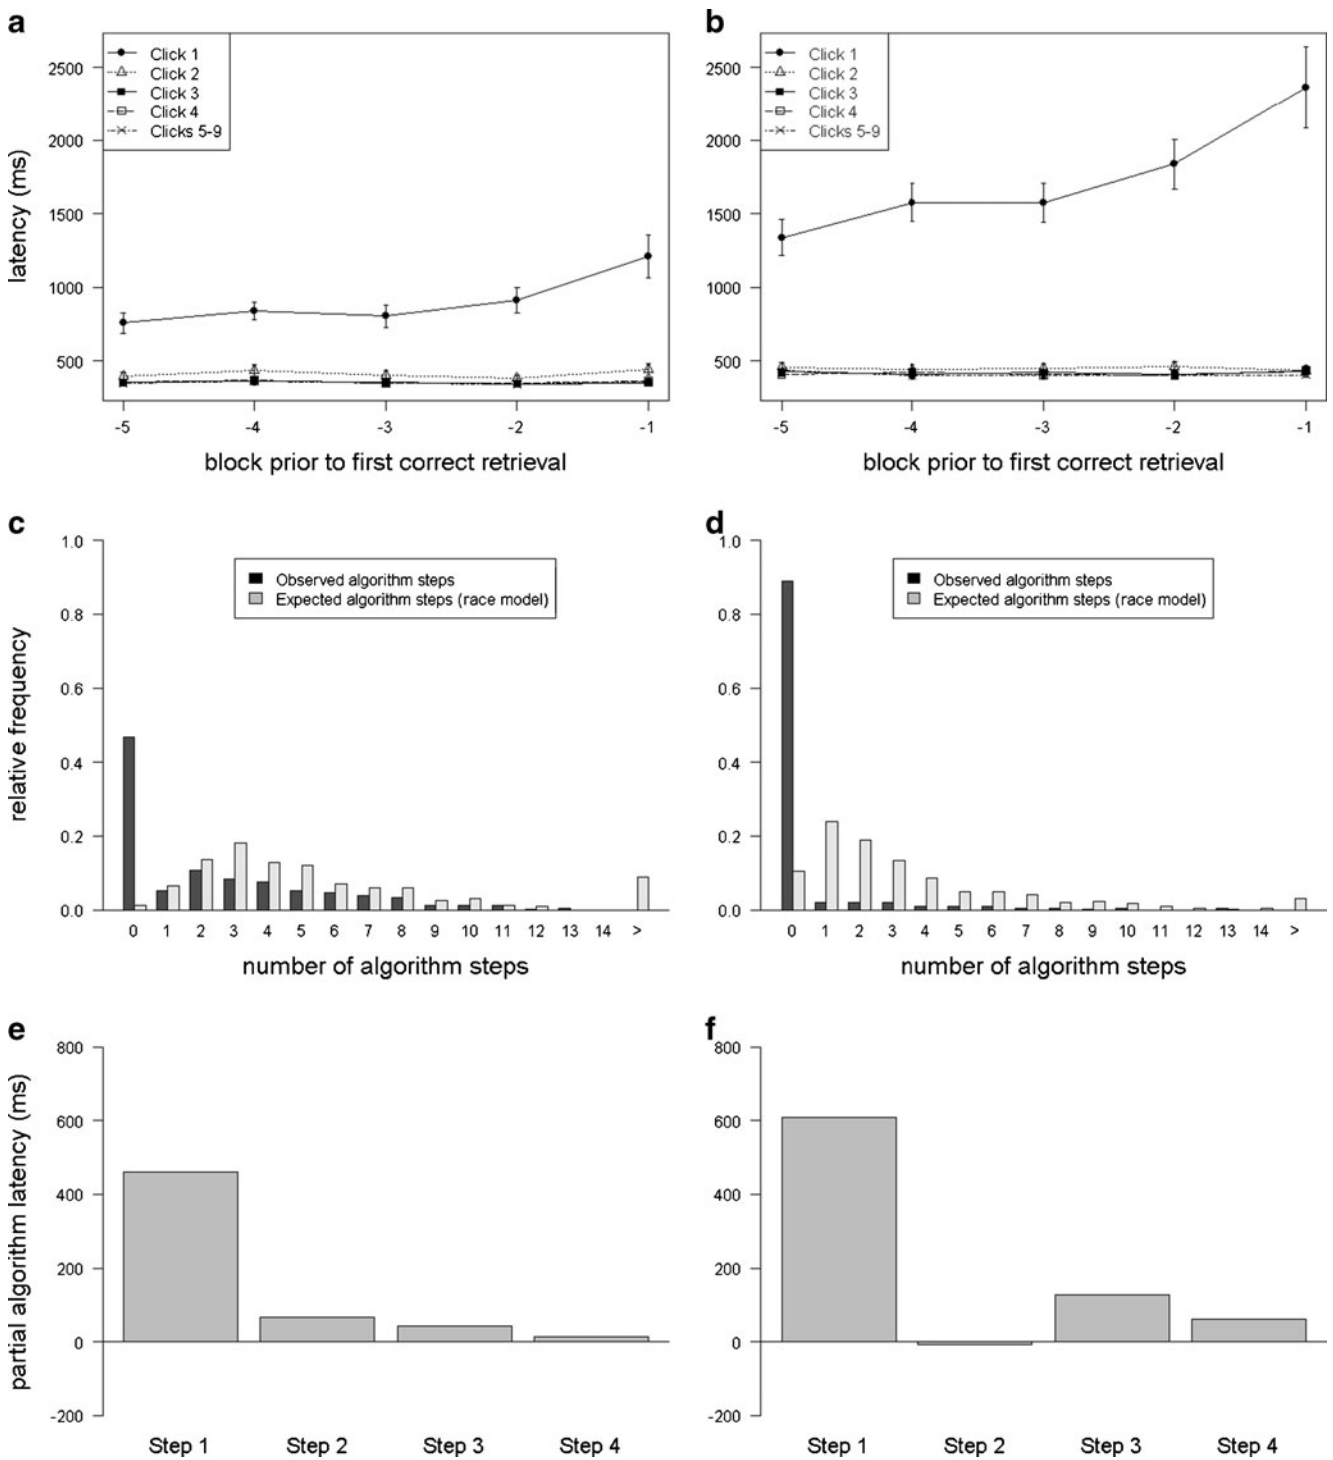 a
Click 1
Click 2
Click 3
Click 4
Clicks 5-9
2500
2000
1500
1000
500
latency (ms)
-5 -4 -3 -2 -1
block prior to first correct retrieval
b
Click 1
Click 2
Click 3
Click 4
Clicks 5-9
2500
2000
1500
1000
500
-5 -4 -3 -2 -1
block prior to first correct retrieval
c
Observed algorithm steps
Expected algorithm steps (race model)
1.0
0.8
0.6
0.4
0.2
0.0
relative frequency
0 1 2 3 4 5 6 7 8 9 10 11 12 13 14 >
number of algorithm steps
d
Observed algorithm steps
Expected algorithm steps (race model)
1.0
0.8
0.6
0.4
0.2
0.0
0 1 2 3 4 5 6 7 8 9 10 11 12 13 14 >
number of algorithm steps
e
800
600
400
200
0
-200
partial algorithm latency (ms)
Step 1 Step 2 Step 3 Step 4
f
800
600
400
200
0
-200
Step 1 Step 2 Step 3 Step 4